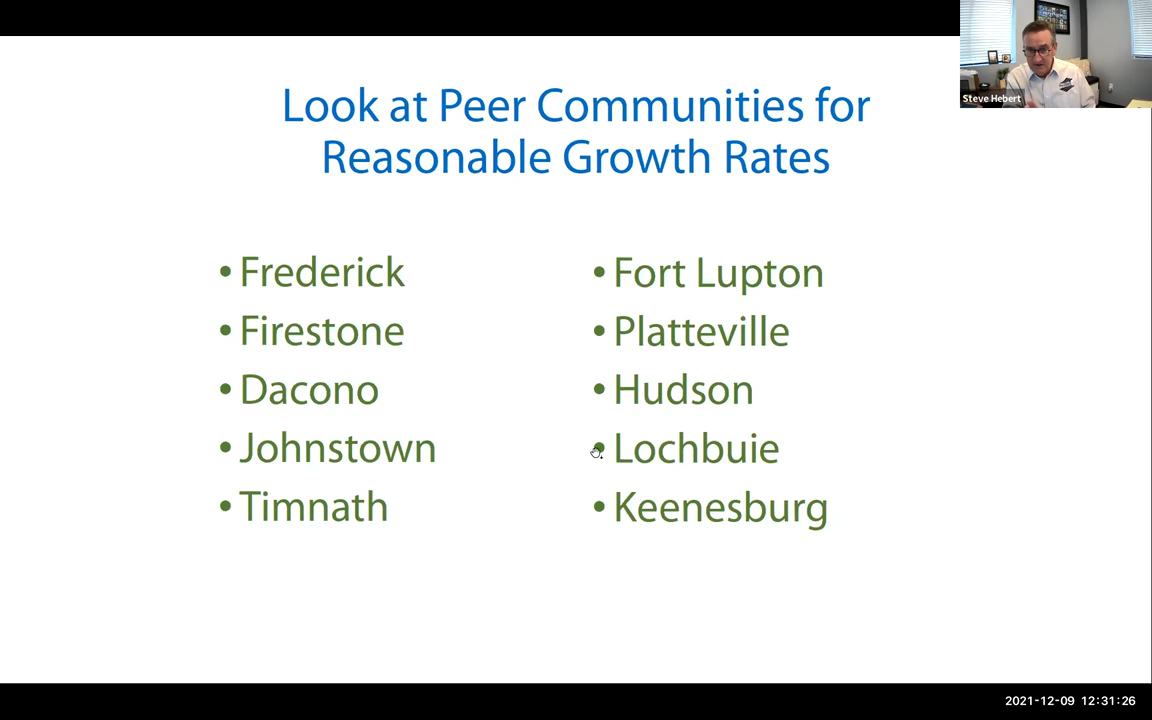 Steve Hebert
Look at Peer Communities for
Reasonable Growth Rates
• Frederick
• Firestone
• Dacono
• Johnstown
• Timnath
• Fort Lupton
• Platteville
• Hudson
• Lochbuie
• Keenesburg
2021-12-09 12:31:26